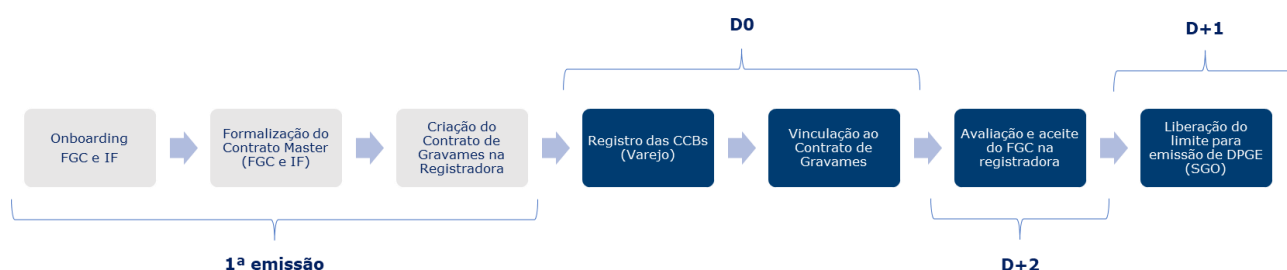 D0
D+1
Onboarding
FGC e IF
Formalização do
Contrato Master
(FGC e IF)
Criação do
Contrato de
Gravames na
Registradora
Registro das CCBs
(Varejo)
Vinculação ao
Contrato de
Gravames
Avaliação e aceite
do FGC na
registradora
Liberação do
limite para
emissão de DPGE
(SGO)
1ª emissão
D+2